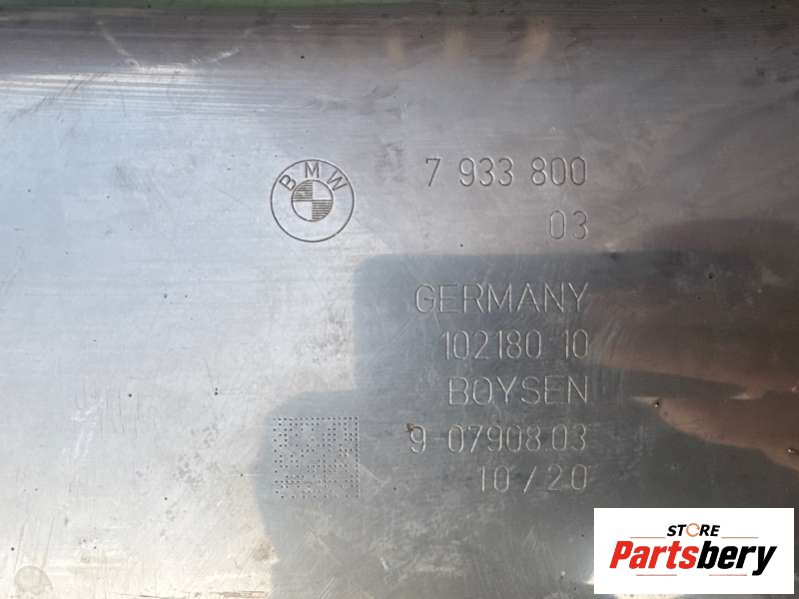 BMW
7 933 800
03
GERMANY
102180 10
BOYSEN
9-07908.03
10/20
STORE
Partsbery